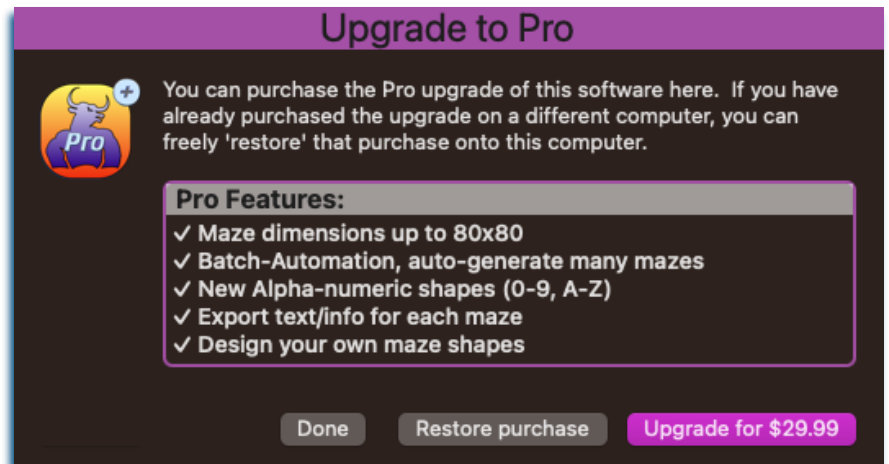 Upgrade to Pro
Pro
You can purchase the Pro upgrade of this software here.  If you have
already purchased the upgrade on a different computer, you can
freely 'restore' that purchase onto this computer.
Pro Features:
✓ Maze dimensions up to 80x80
✓ Batch-Automation, auto-generate many mazes
✓ New Alpha-numeric shapes (0-9, A-Z)
✓ Export text/info for each maze
✓ Design your own maze shapes
Done
Restore purchase
Upgrade for $29.99